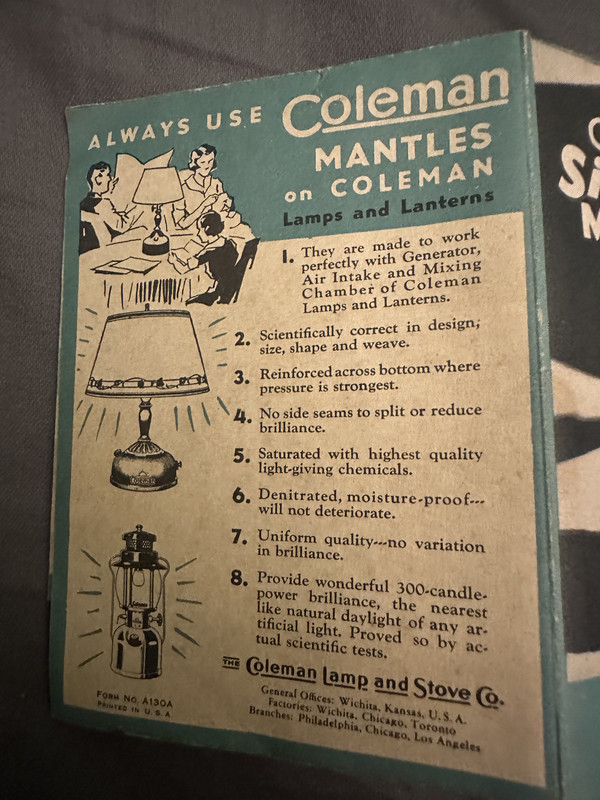 ALWAYS USE Coleman
MANTLES
on COLEMAN
Lamps and Lanterns
1. They are made to work
perfectly with Generator,
Air Intake and Mixing
Chamber of Coleman
Lamps and Lanterns.
2. Scientifically correct in design;
size, shape and weave.
3. Reinforced across bottom where
pressure is strongest.
4. No side seams to split or reduce
brilliance.
5. Saturated with highest quality
light-giving chemicals.
6. Denitrated, moisture-proof---
will not deteriorate.
7. Uniform quality---no variation
in brilliance.
8. Provide wonderful 300-candle-
power brilliance, the nearest
like natural daylight of any ar-
tificial light. Proved so by ac-
tual scientific tests.
THE Coleman Lamp and Stove Co.
General Offices: Wichita, Kansas, U. S. A.
Factories: Wichita, Chicago, Toronto
Branches: Philadelphia, Chicago, Los Angeles
FORM NO. A130A
PRINTED IN U. S. A
COLEMAN